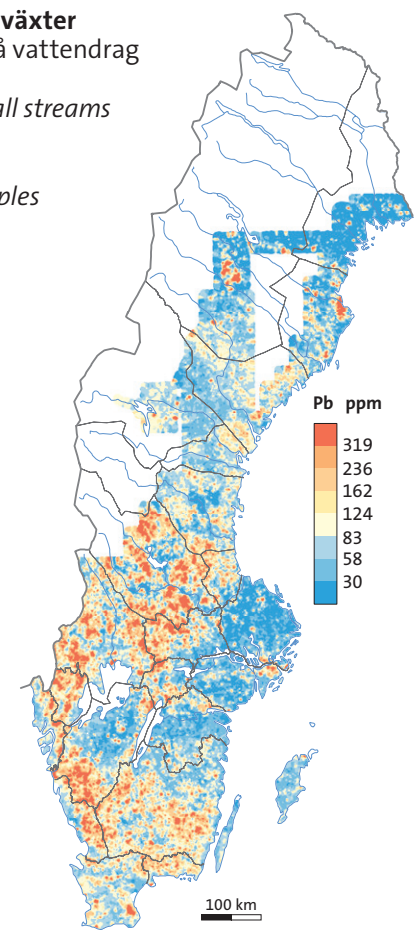 växter
å vattendrag
all streams
ples
Pb ppm
319
236
162
124
83
58
30
100 km